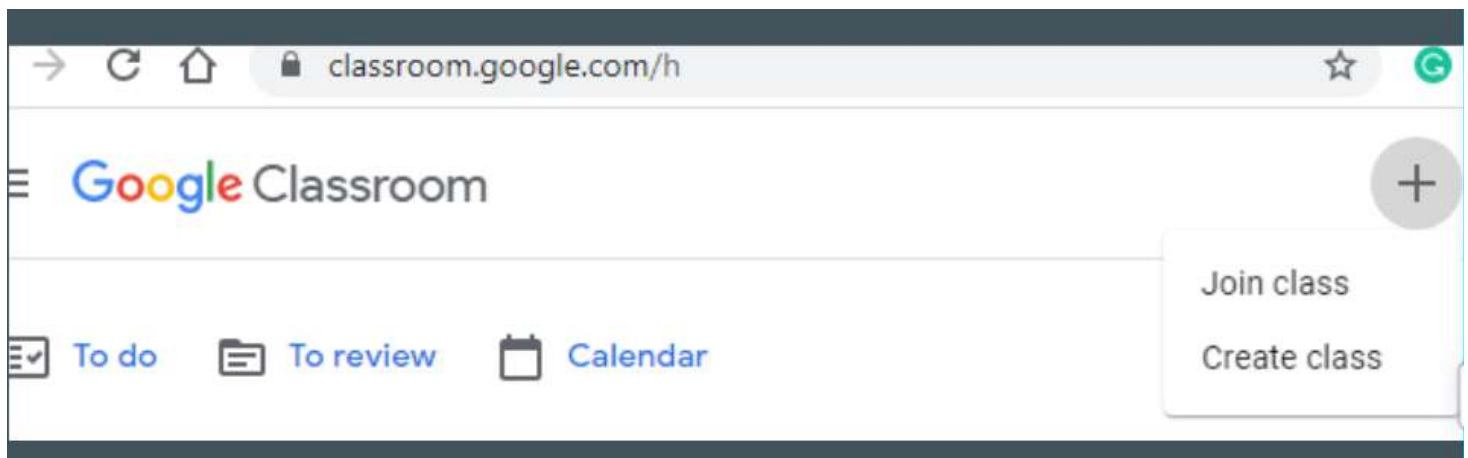 classroom.google.com/h
Google Classroom
Join class
Create class
To do To review Calendar